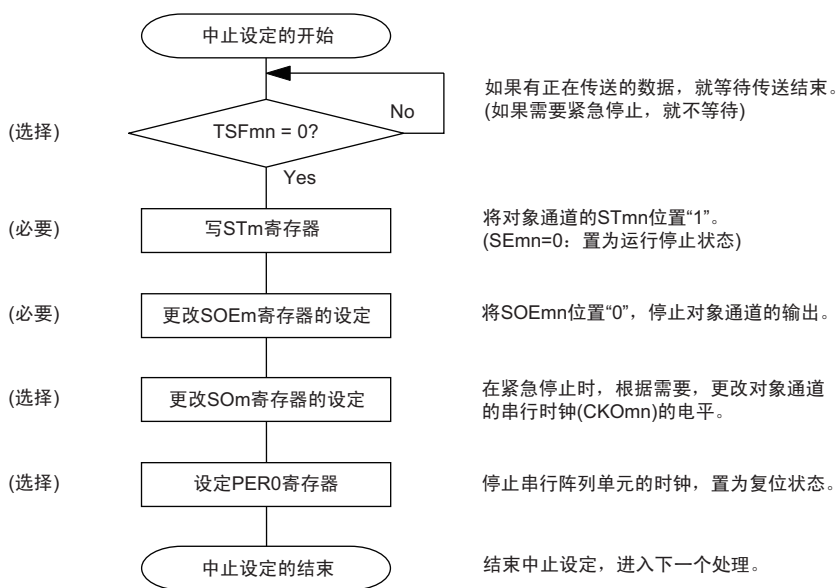 中止设定的开始
如果有正在传送的数据，就等待传送结束。
(如果需要紧急停止，就不等待)
(选择)
TSFmn = 0?
No
Yes
(必要)
写STm寄存器
将对象通道的STmn位置“1”。
(SEmn=0：置为运行停止状态)
(必要)
更改SOEm寄存器的设定
将SOEmn位置“0”，停止对象通道的输出。
(选择)
更改SOm寄存器的设定
在紧急停止时，根据需要，更改对象通道
的串行时钟(CKOmn)的电平。
(选择)
设定PER0寄存器
停止串行阵列单元的时钟，置为复位状态。
中止设定的结束
结束中止设定，进入下一个处理。